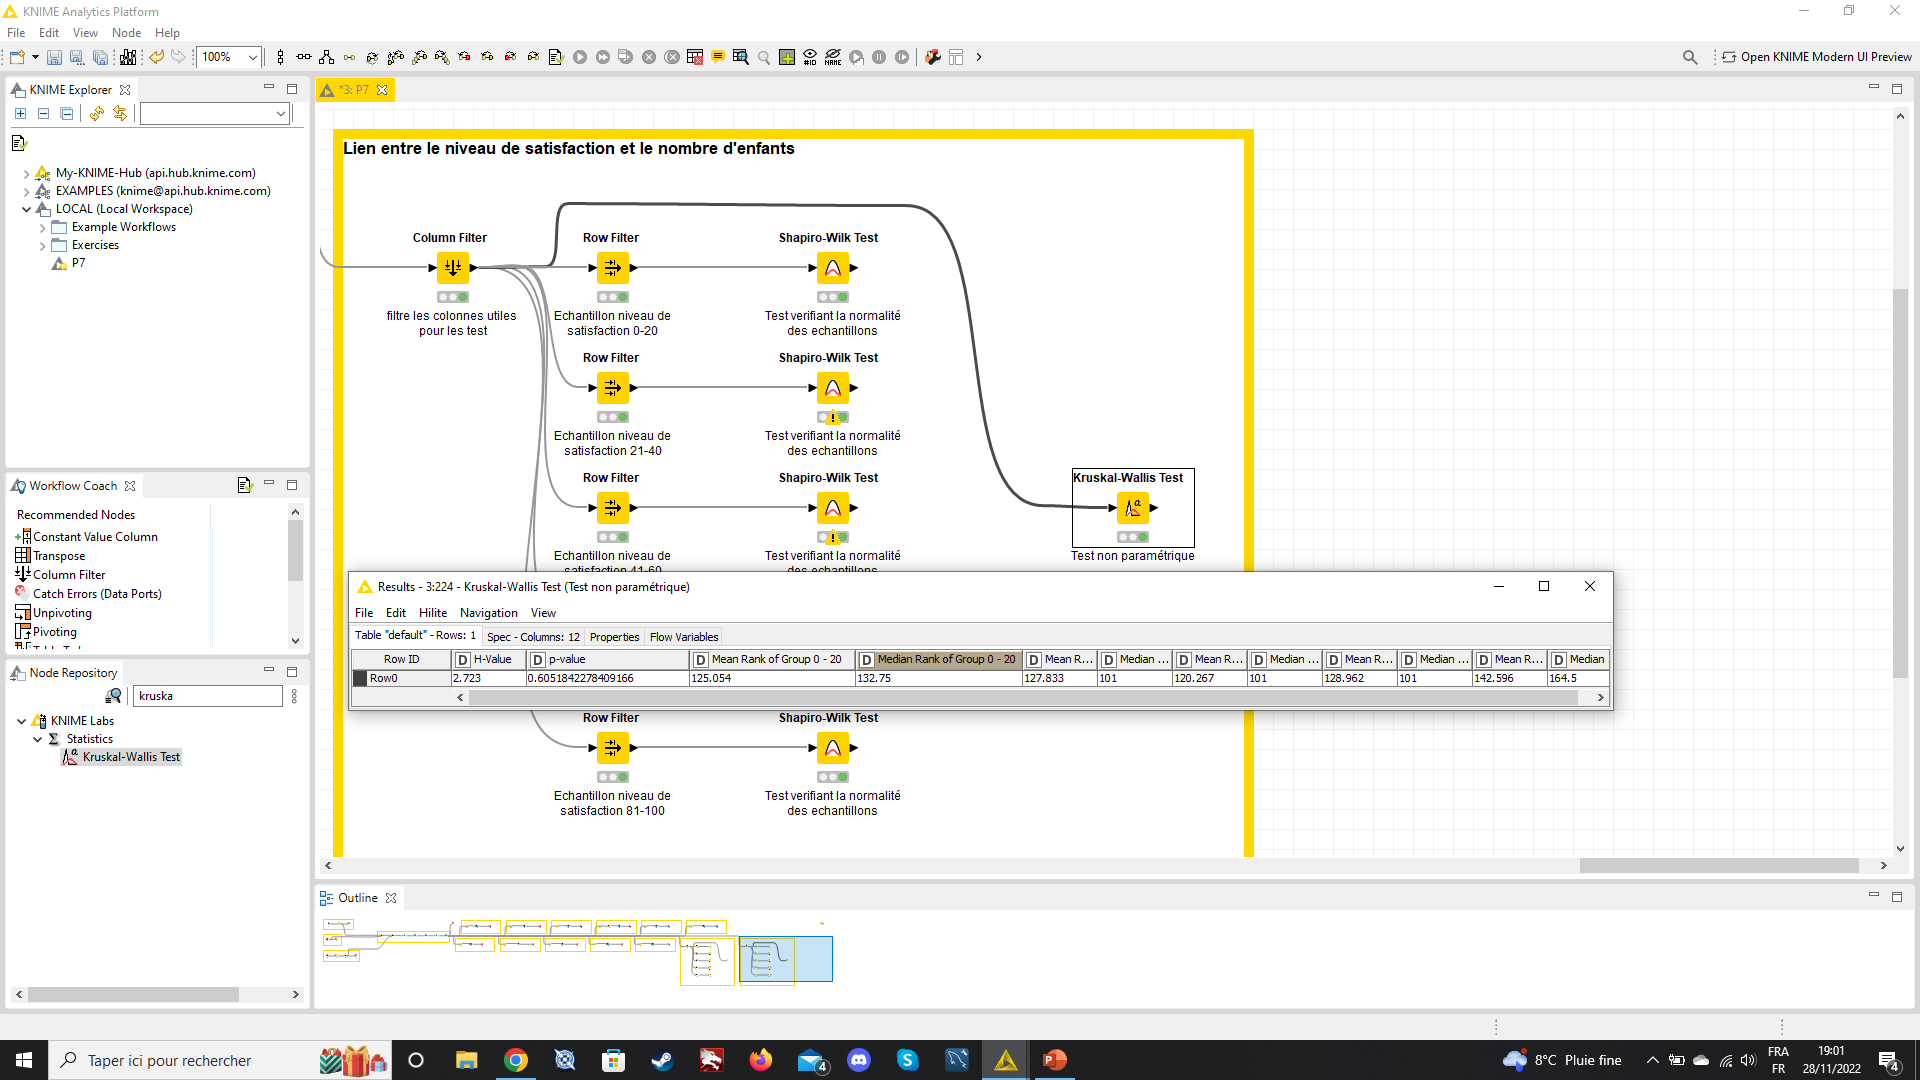 KNIME Analytics Platform
File Edit View Node Help
100%
Open KNIME Modern UI Preview
KNIME Explorer
*3: P7
My-KNIME-Hub (api.hub.knime.com)
EXAMPLES (knime@api.hub.knime.com)
LOCAL (Local Workspace)
Example Workflows
Exercises
P7
Lien entre le niveau de satisfaction et le nombre d'enfants
Column Filter
filtre les colonnes utiles
pour les test
Row Filter
Echantillon niveau de
satisfaction 0-20
Shapiro-Wilk Test
Test verifiant la normalité
des echantillons
Row Filter
Echantillon niveau de
satisfaction 21-40
Shapiro-Wilk Test
Test verifiant la normalité
des echantillons
Row Filter
Echantillon niveau de
satisfaction 41-60
Shapiro-Wilk Test
Test verifiant la normalité
des echantillons
Kruskal-Wallis Test
Test non paramétrique
Workflow Coach
Recommended Nodes
Constant Value Column
Transpose
Column Filter
Catch Errors (Data Ports)
Unpivoting
Pivoting
Results - 3:224 - Kruskal-Wallis Test (Test non paramétrique)
File Edit Hilite Navigation View
Table "default" - Rows: 1 Spec - Columns: 12 Properties Flow Variables
Row ID D H-Value D p-value D Mean Rank of Group 0 - 20 D Median Rank of Group 0 - 20 D Mean R... D Median ... D Mean R... D Median ... D Mean R... D Median ... D Mean R... D Median
Row0 2.723 0.6051842278409166 125.054 132.75 127.833 101 120.267 101 128.962 101 142.596 164.5
Row Filter
Echantillon niveau de
satisfaction 81-100
Shapiro-Wilk Test
Test verifiant la normalité
des echantillons
Node Repository
kruska
KNIME Labs
Statistics
Kruskal-Wallis Test
Outline
Taper ici pour rechercher
4
8°C Pluie fine
FRA
FR
19:01
28/11/2022
4